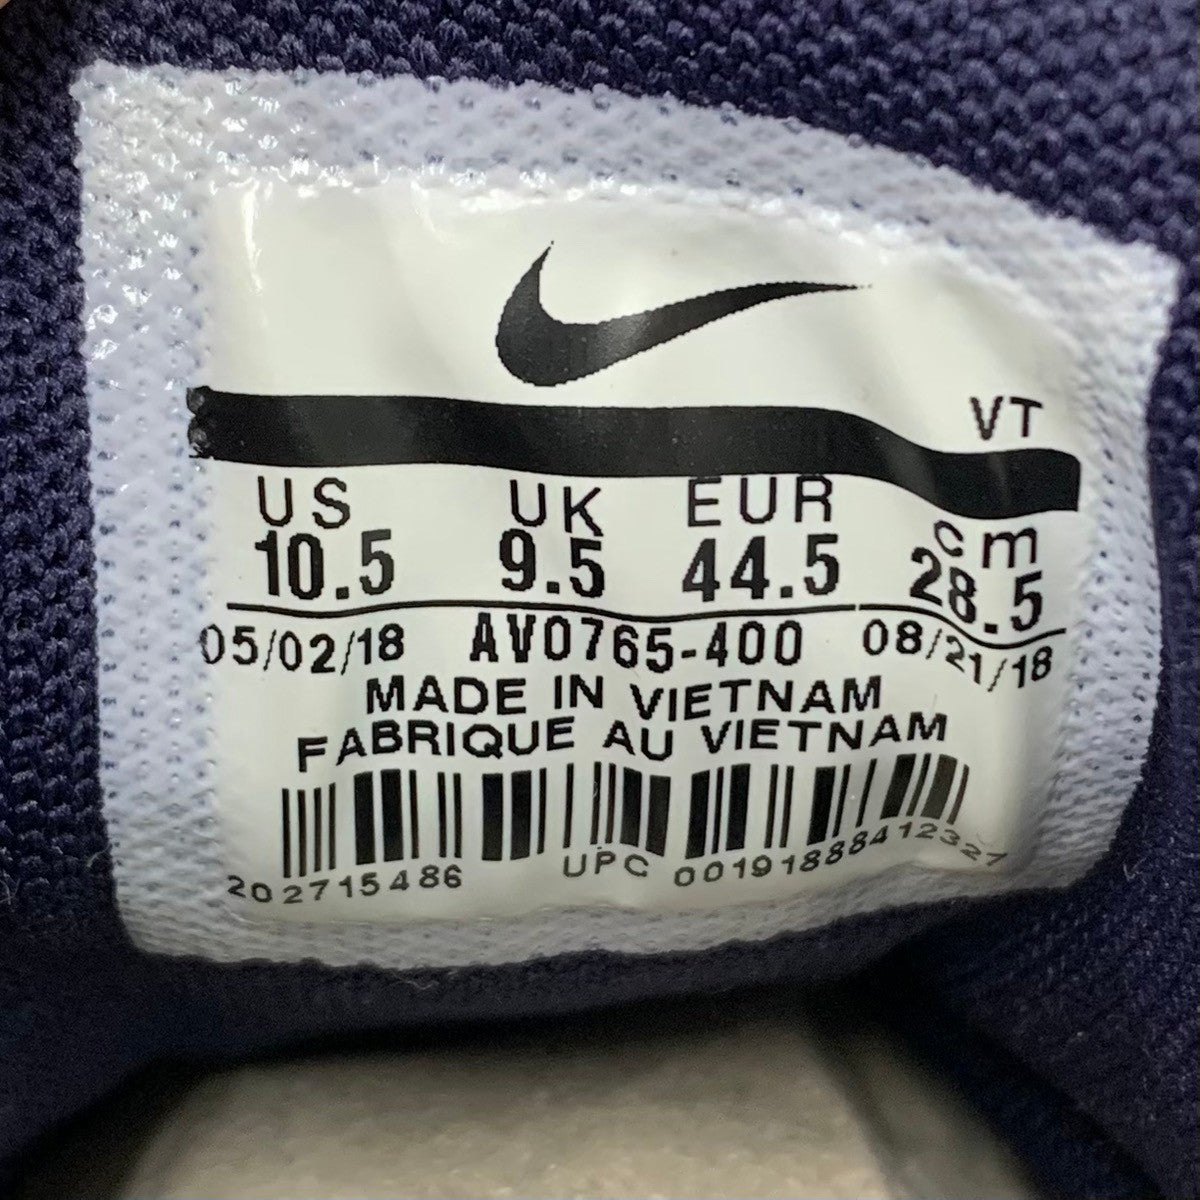 VT
US UK EUR cm
10.5 9.5 44.5 28.5
05/02/18 AV0765-400 08/21/18
MADE IN VIETNAM
FABRIQUE AU VIETNAM
202715486 UPC 00191888412327